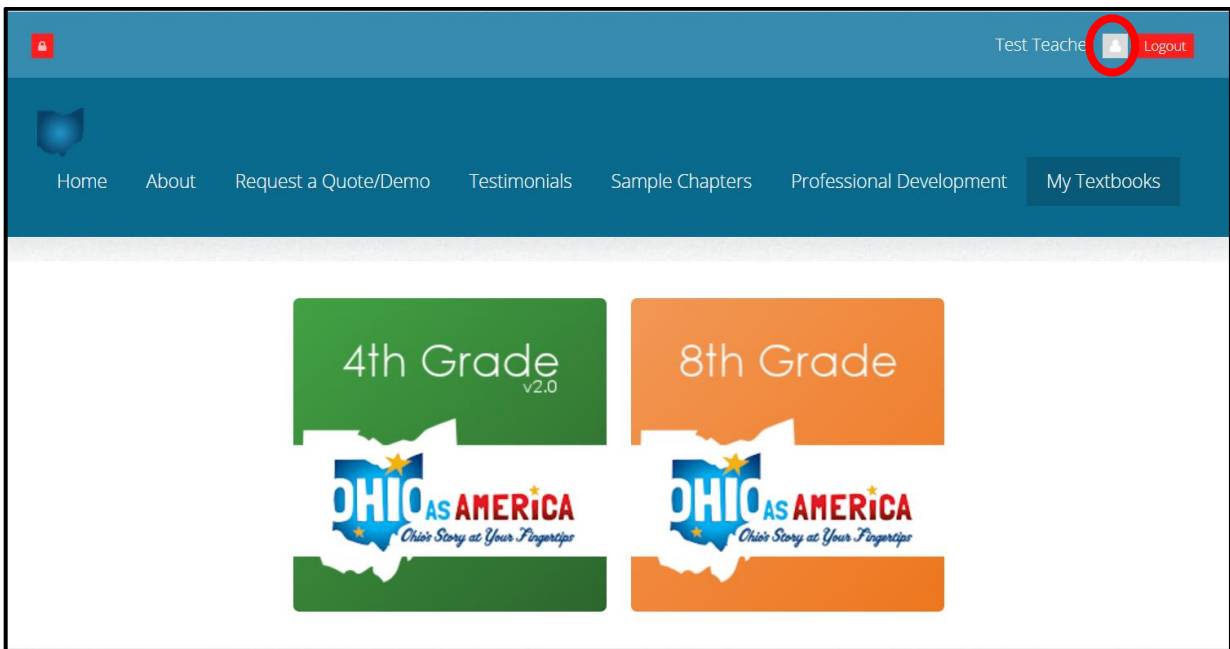 Test Teache
Logout
Home About Request a Quote/Demo Testimonials Sample Chapters Professional Development My Textbooks
4th Grade
v2.0
OHIO AS AMERICA
Ohio's Story at Your Fingertips
8th Grade
OHIO AS AMERICA
Ohio's Story at Your Fingertips